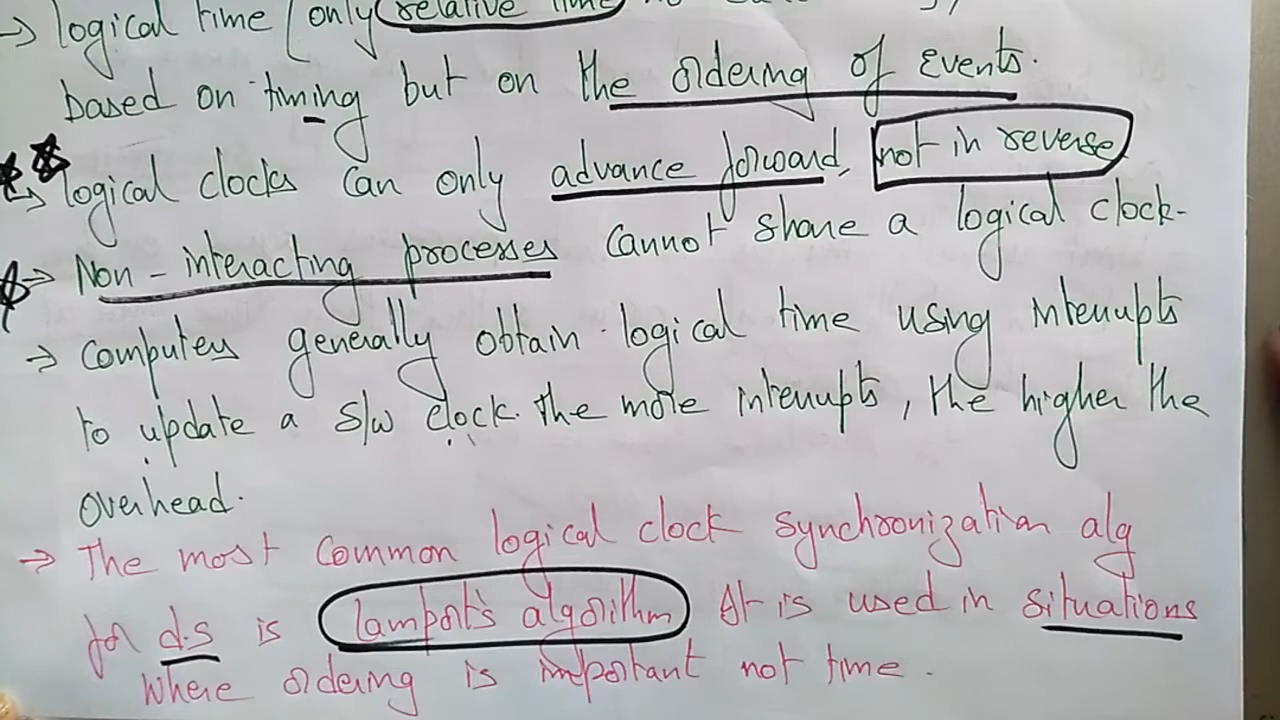 → logical time (only relative time
based on timing but on the ordering of events.
→ logical clocks can only advance forward, not in reverse
→ Non-interacting processes cannot share a logical clock.
→ Computers generally obtain logical time using interrupts
to update a s/w clock. The more interrupts, the higher the
overhead.
→ The most common logical clock synchronization alg
for d.s is Lamport's algorithm. It is used in situations
where ordering is important not time.